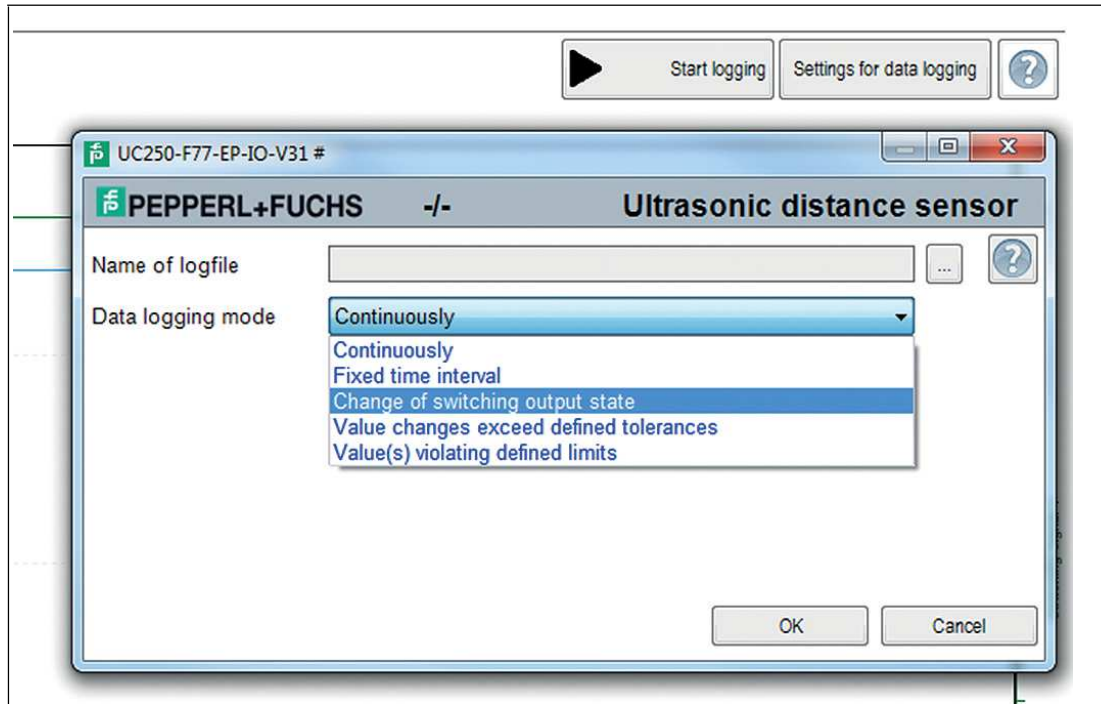 Start logging
Settings for data logging
?
UC250-F77-EP-IO-V31 #
PEPPERL+FUCHS -/- Ultrasonic distance sensor
Name of logfile
...
?
Data logging mode
Continuously
Continuously
Fixed time interval
Change of switching output state
Value changes exceed defined tolerances
Value(s) violating defined limits
OK
Cancel